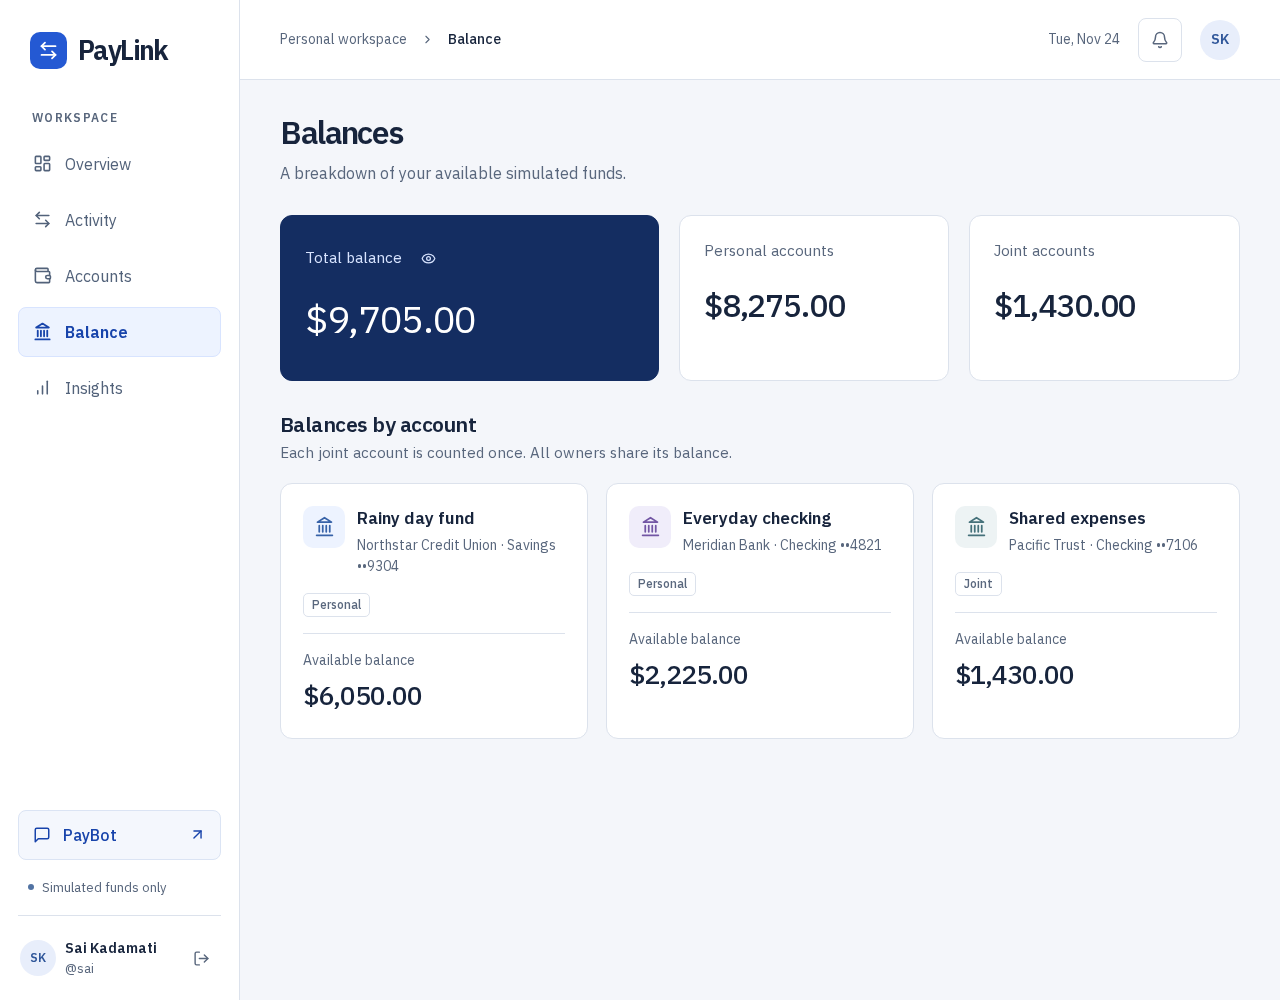 PayLink
WORKSPACE
Overview
Activity
Accounts
Balance
Insights
PayBot
Simulated funds only
SK
Sai Kadamati
@sai
Personal workspace > Balance
Tue, Nov 24
SK
Balances
A breakdown of your available simulated funds.
Total balance
$9,705.00
Personal accounts
$8,275.00
Joint accounts
$1,430.00
Balances by account
Each joint account is counted once. All owners share its balance.
Rainy day fund
Northstar Credit Union · Savings
••9304
Personal
Available balance
$6,050.00
Everyday checking
Meridian Bank · Checking ••4821
Personal
Available balance
$2,225.00
Shared expenses
Pacific Trust · Checking ••7106
Joint
Available balance
$1,430.00